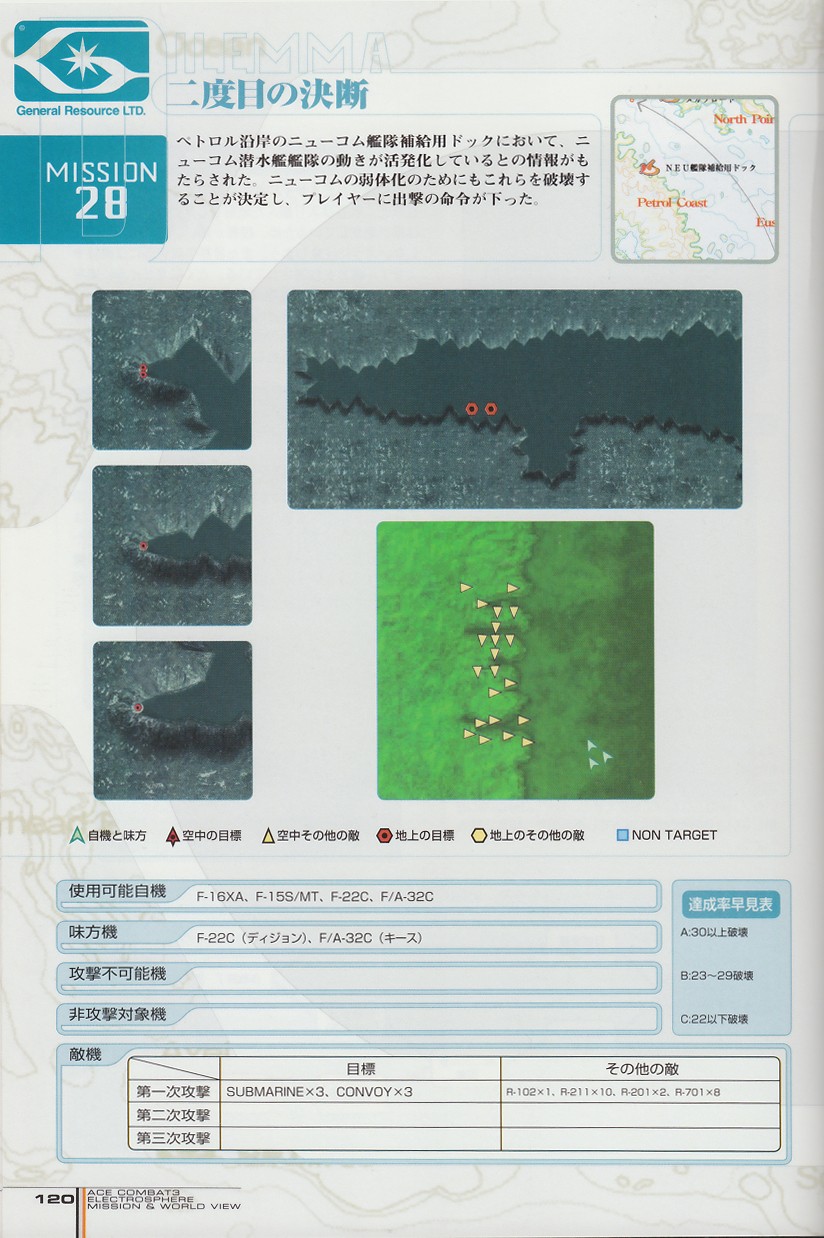 DILEMMA
General Resource LTD.
二度目の決断
MISSION
28
ペトロル沿岸のニューコム艦隊補給用ドックにおいて、ニ
ューコム潜水艦艦隊の動きが活発化しているとの情報がも
たらされた。ニューコムの弱体化のためにもこれらを破壊す
ることが決定し、プレイヤーに出撃の命令が下った。
メガフロート
North Poin
NEU艦隊補給用ドック
Petrol Coast
Eus
自機と味方
空中の目標
空中その他の敵
地上の目標
地上のその他の敵
NON TARGET
使用可能自機
F-16XA、F-15S/MT、F-22C、F/A-32C
味方機
F-22C（ディジョン）、F/A-32C（キース）
攻撃不可能機
非攻撃対象機
達成率早見表
A:30以上破壊
B:23〜29破壊
C:22以下破壊
敵機
目標 その他の敵
第一次攻撃 SUBMARINE×3、CONVOY×3 R-102×1、R-211×10、R-201×2、R-701×8
第二次攻撃
第三次攻撃
120
ACE COMBAT3
ELECTROSPHERE
MISSION & WORLD VIEW